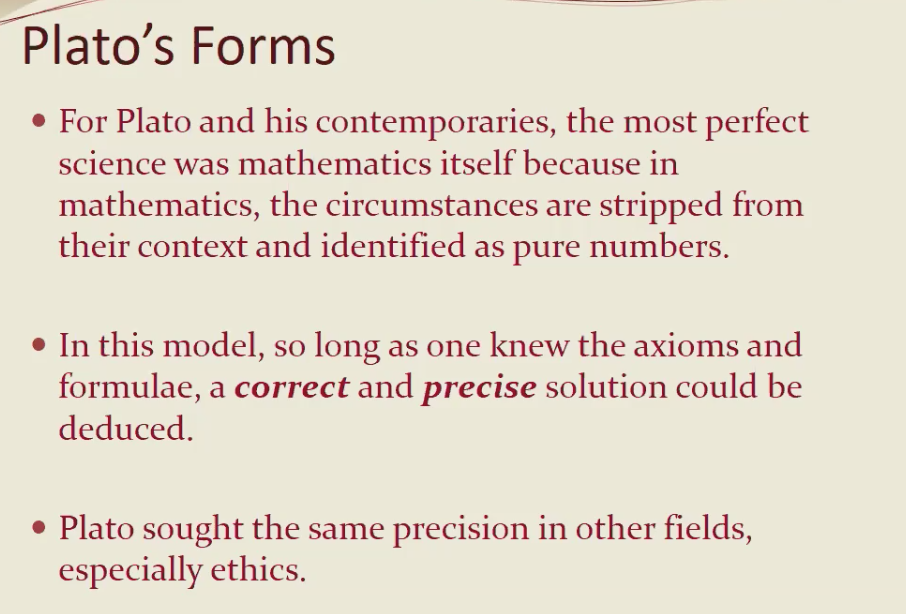 Plato's Forms
• For Plato and his contemporaries, the most perfect
science was mathematics itself because in
mathematics, the circumstances are stripped from
their context and identified as pure numbers.
• In this model, so long as one knew the axioms and
formulae, a correct and precise solution could be
deduced.
• Plato sought the same precision in other fields,
especially ethics.